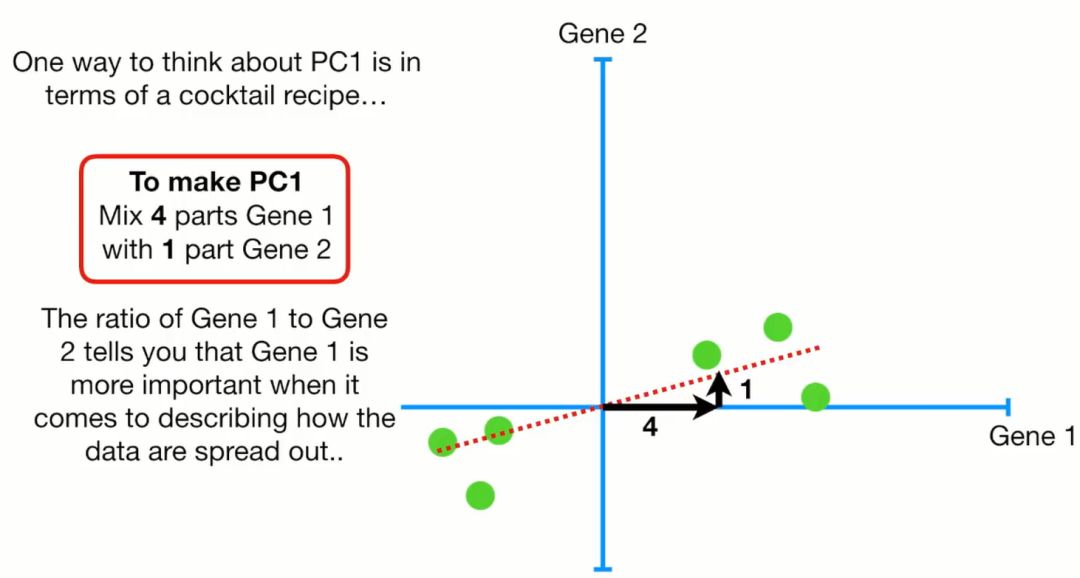 Gene 2
One way to think about PC1 is in
terms of a cocktail recipe…
To make PC1
Mix 4 parts Gene 1
with 1 part Gene 2
The ratio of Gene 1 to Gene
2 tells you that Gene 1 is
more important when it
comes to describing how the
data are spread out..
1
4
Gene 1